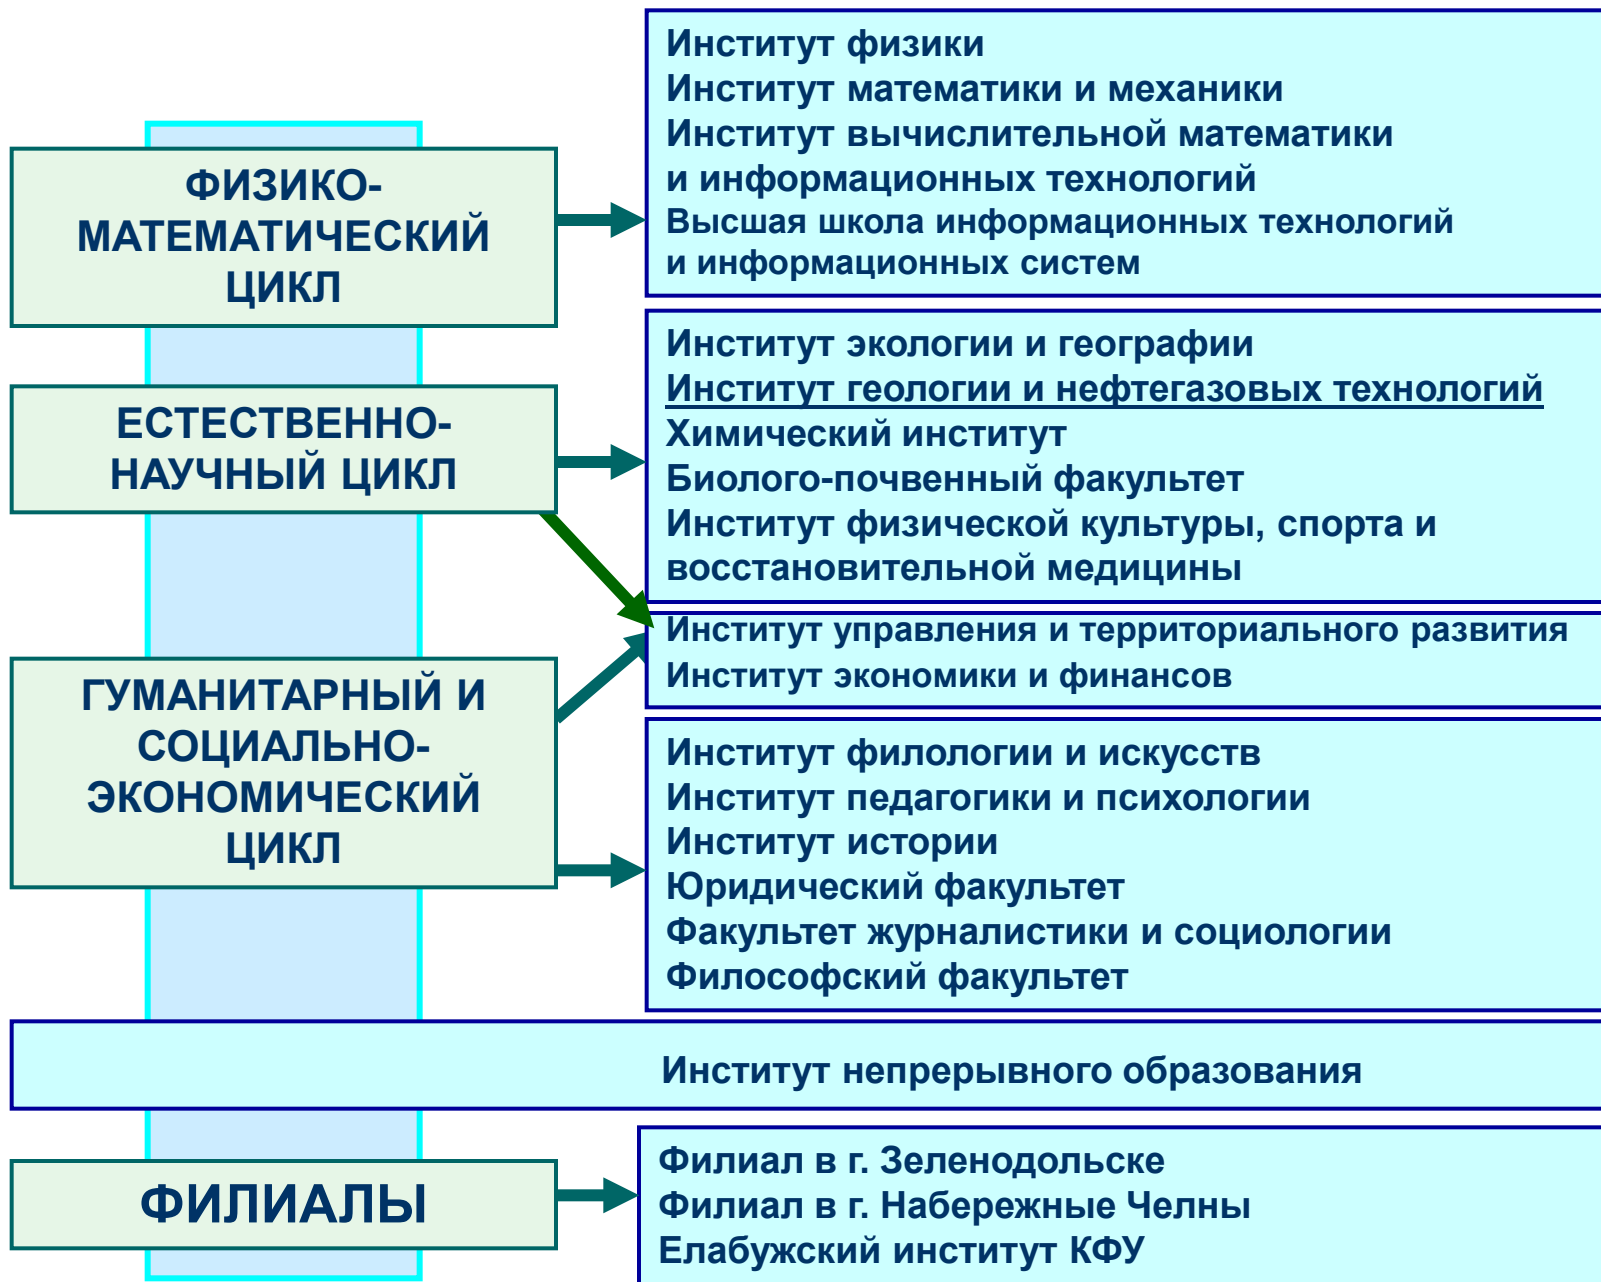 ФИЗИКО-
МАТЕМАТИЧЕСКИЙ
ЦИКЛ
Институт физики
Институт математики и механики
Институт вычислительной математики
и информационных технологий
Высшая школа информационных технологий
и информационных систем
ЕСТЕСТВЕННО-
НАУЧНЫЙ ЦИКЛ
Институт экологии и географии
Институт геологии и нефтегазовых технологий
Химический институт
Биолого-почвенный факультет
Институт физической культуры, спорта и
восстановительной медицины
Институт управления и территориального развития
Институт экономики и финансов
ГУМАНИТАРНЫЙ И
СОЦИАЛЬНО-
ЭКОНОМИЧЕСКИЙ
ЦИКЛ
Институт филологии и искусств
Институт педагогики и психологии
Институт истории
Юридический факультет
Факультет журналистики и социологии
Философский факультет
Институт непрерывного образования
ФИЛИАЛЫ
Филиал в г. Зеленодольске
Филиал в г. Набережные Челны
Елабужский институт КФУ